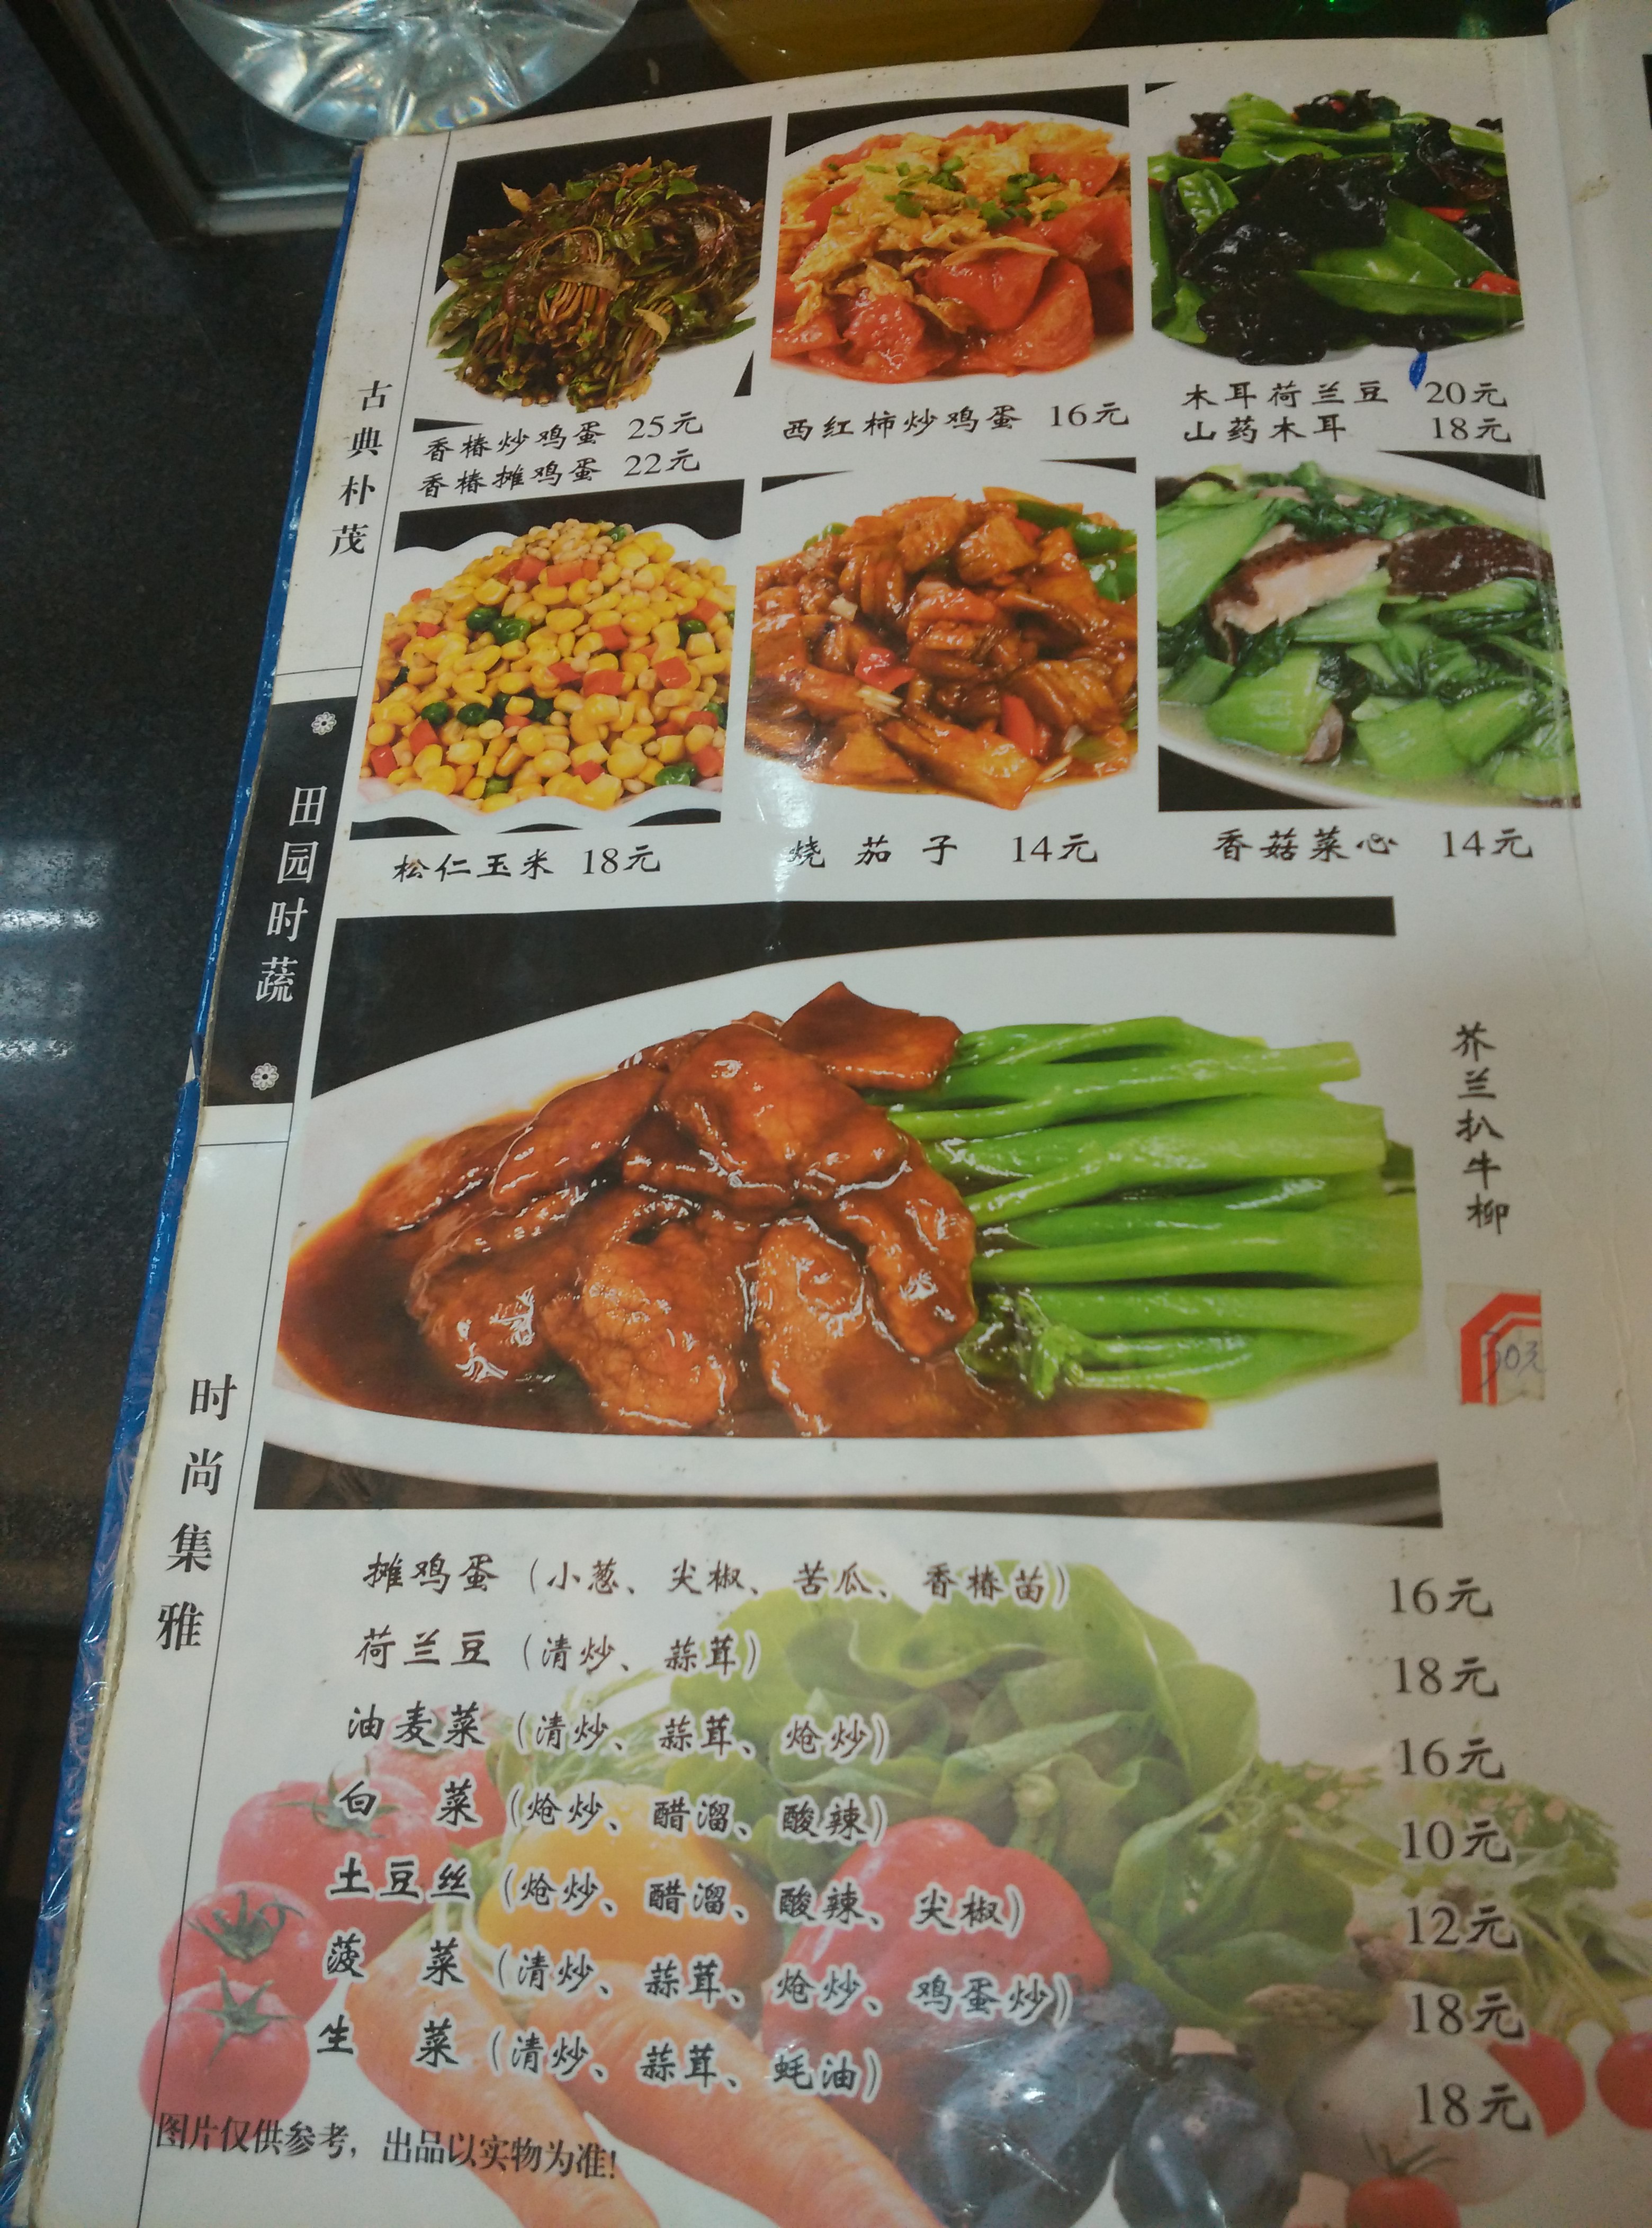 古典朴茂
田园时蔬
时尚集雅
香椿炒鸡蛋 25元
香椿摊鸡蛋 22元
西红柿炒鸡蛋 16元
木耳荷兰豆 20元
山药木耳 18元
松仁玉米 18元
烧茄子 14元
香菇菜心 14元
芥兰扒牛柳
30元
摊鸡蛋（小葱、尖椒、苦瓜、香椿苗） 16元
荷兰豆（清炒、蒜茸） 18元
油麦菜（清炒、蒜茸、炝炒） 16元
白菜（炝炒、醋溜、酸辣） 10元
土豆丝（炝炒、醋溜、酸辣、尖椒） 12元
菠菜（清炒、蒜茸、炝炒、鸡蛋炒） 18元
生菜（清炒、蒜茸、蚝油） 18元
图片仅供参考，出品以实物为准!